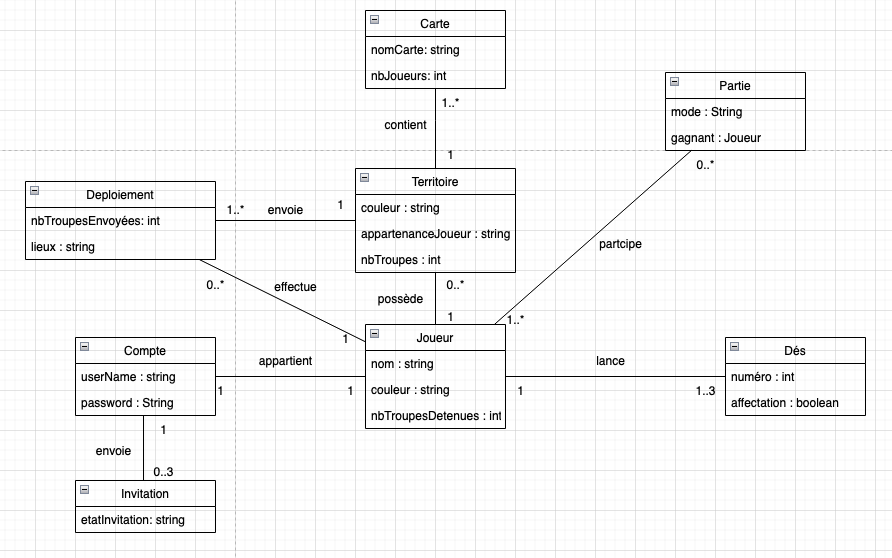 Carte
nomCarte: string
nbJoueurs: int
1..*
contient
1
Partie
mode : String
gagnant : Joueur
0..*
partcipe
1..*
Territoire
couleur : string
appartenanceJoueur : string
nbTroupes : int
Deploiement
nbTroupesEnvoyées: int
lieux : string
1..*
envoie
1
0..*
effectue
1
0..*
possède
1
Joueur
nom : string
couleur : string
nbTroupesDetenues : int
Compte
userName : string
password : String
appartient
1
1
lance
1
1..3
Dés
numéro : int
affectation : boolean
1
envoie
0..3
Invitation
etatInvitation: string